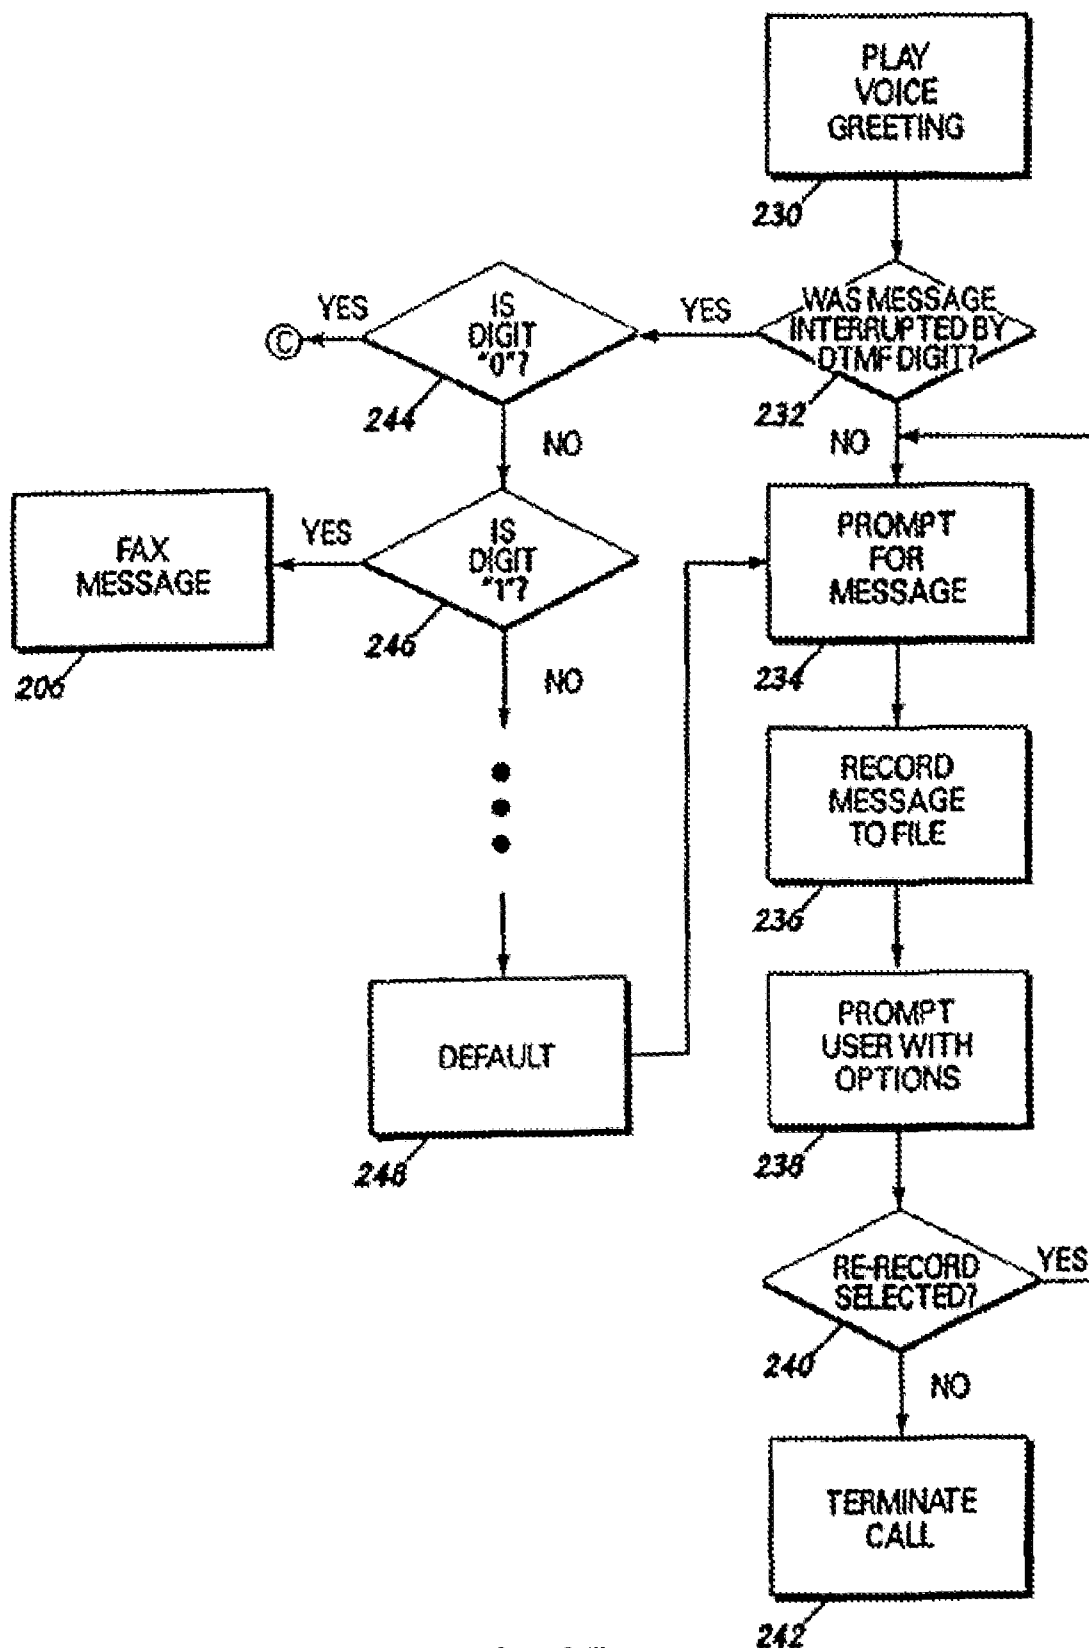 PLAY
VOICE
GREETING
230
WAS MESSAGE
INTERRUPTED BY
DTMF DIGIT?
232
YES
NO
IS
DIGIT
"0"?
244
YES
C
NO
IS
DIGIT
"1"?
246
YES
FAX
MESSAGE
206
NO
DEFAULT
248
PROMPT
FOR
MESSAGE
234
RECORD
MESSAGE
TO FILE
236
PROMPT
USER WITH
OPTIONS
238
RE-RECORD
SELECTED?
240
YES
NO
TERMINATE
CALL
242